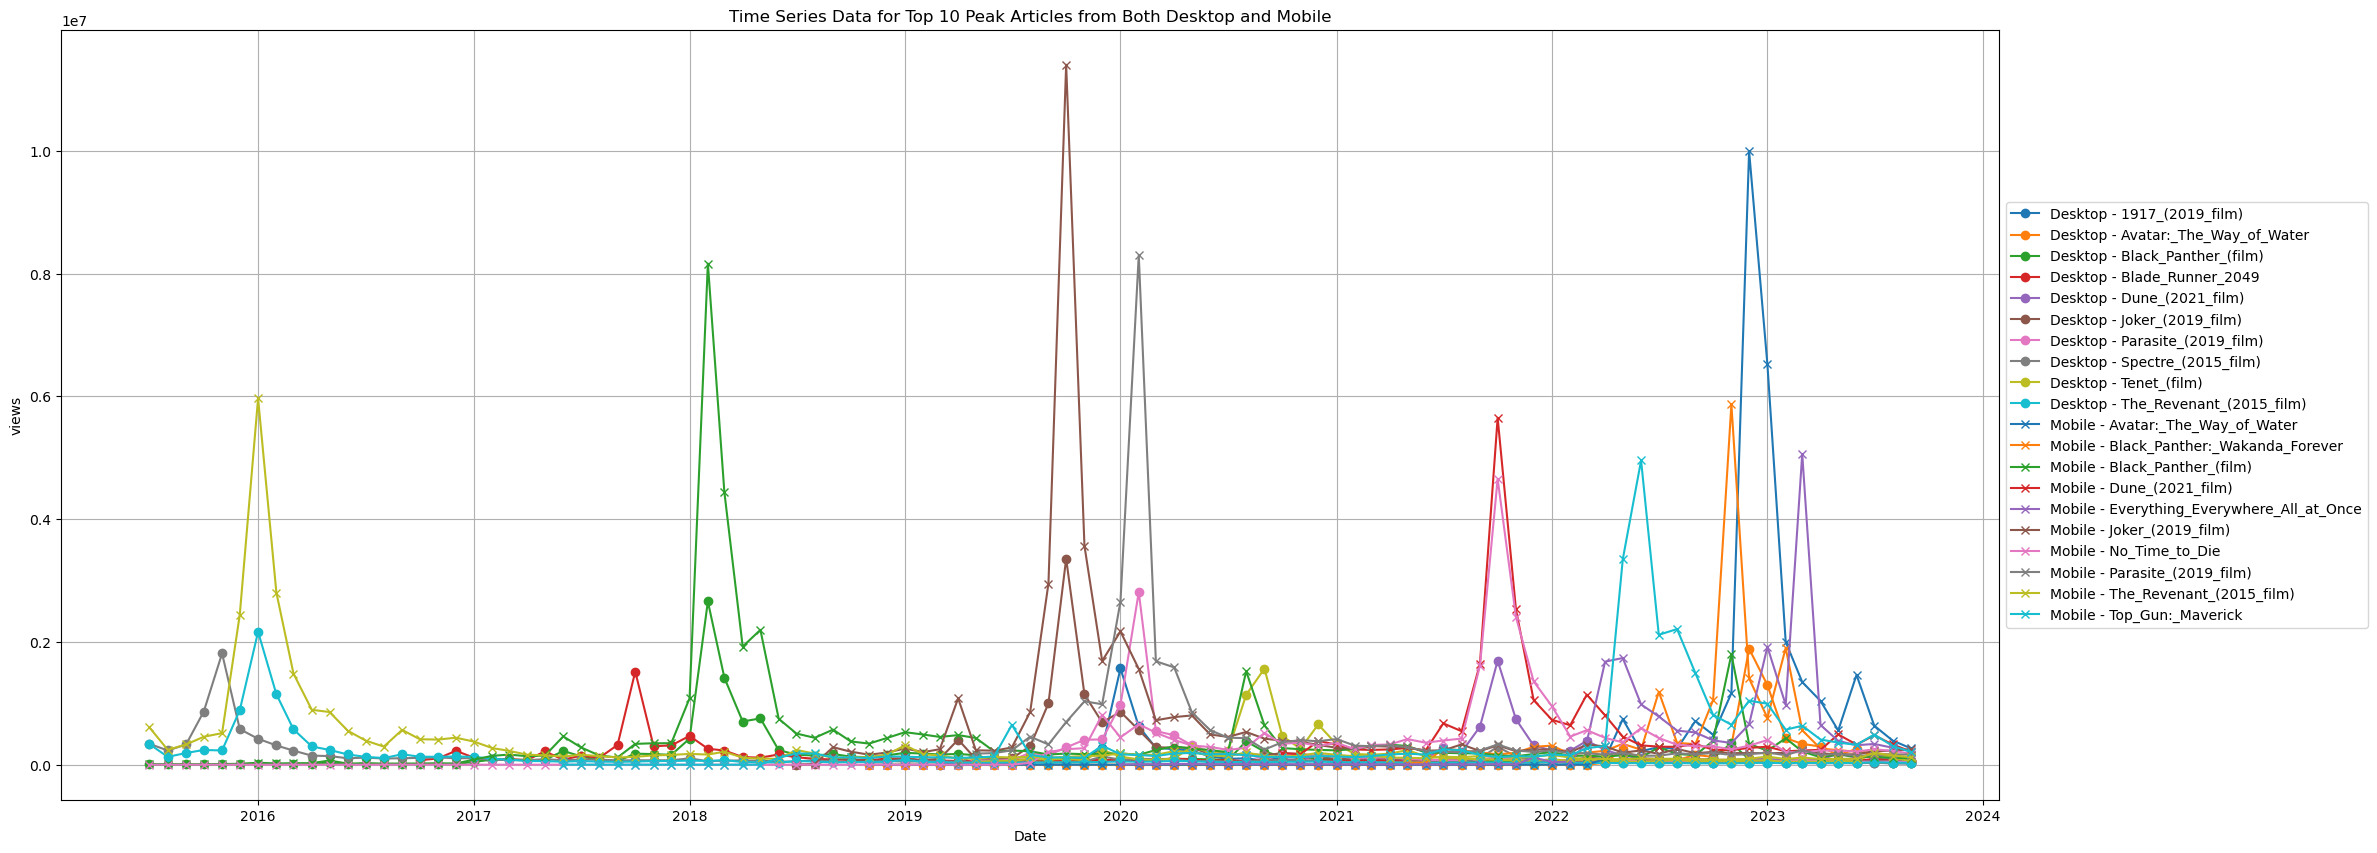 Time Series Data for Top 10 Peak Articles from Both Desktop and Mobile
1e7
1.0
0.8
0.6
0.4
0.2
0.0
views
2016 2017 2018 2019 2020 2021 2022 2023 2024
Date
Desktop - 1917_(2019_film)
Desktop - Avatar:_The_Way_of_Water
Desktop - Black_Panther_(film)
Desktop - Blade_Runner_2049
Desktop - Dune_(2021_film)
Desktop - Joker_(2019_film)
Desktop - Parasite_(2019_film)
Desktop - Spectre_(2015_film)
Desktop - Tenet_(film)
Desktop - The_Revenant_(2015_film)
Mobile - Avatar:_The_Way_of_Water
Mobile - Black_Panther:_Wakanda_Forever
Mobile - Black_Panther_(film)
Mobile - Dune_(2021_film)
Mobile - Everything_Everywhere_All_at_Once
Mobile - Joker_(2019_film)
Mobile - No_Time_to_Die
Mobile - Parasite_(2019_film)
Mobile - The_Revenant_(2015_film)
Mobile - Top_Gun:_Maverick